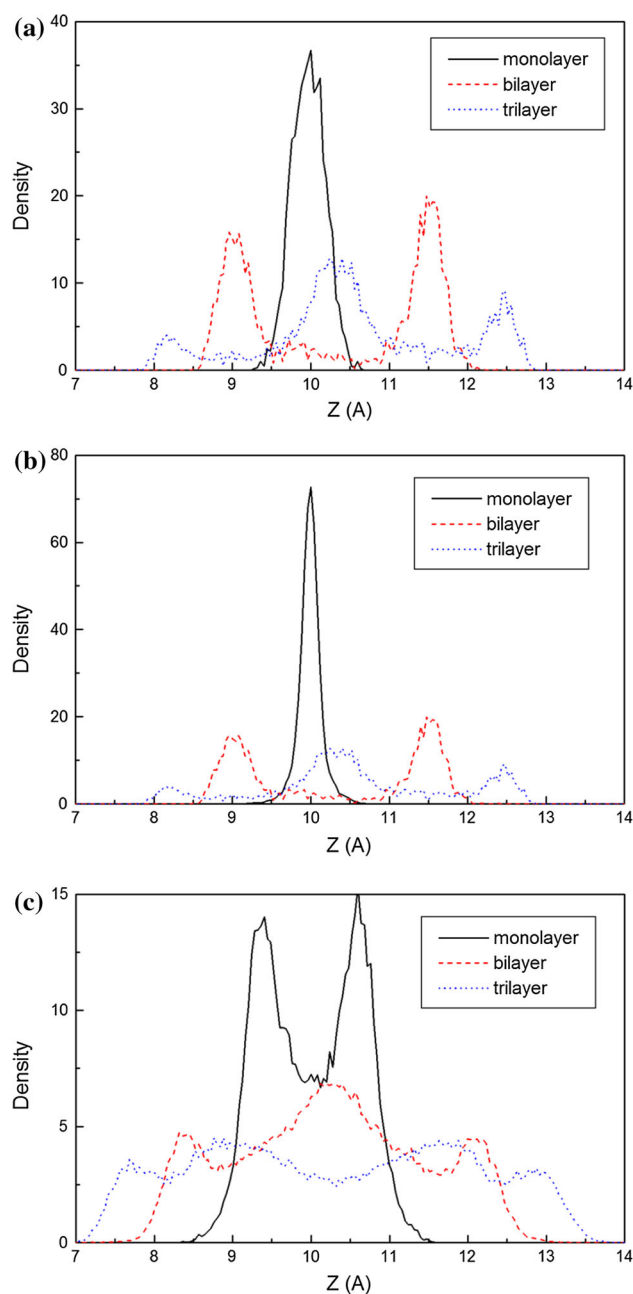 (a)
40
30
20
10
0
Density
monolayer
bilayer
trilayer
7 8 9 10 11 12 13 14
Z (A)
(b)
80
60
40
20
0
Density
monolayer
bilayer
trilayer
7 8 9 10 11 12 13 14
Z (A)
(c)
15
10
5
0
Density
monolayer
bilayer
trilayer
7 8 9 10 11 12 13 14
Z (A)